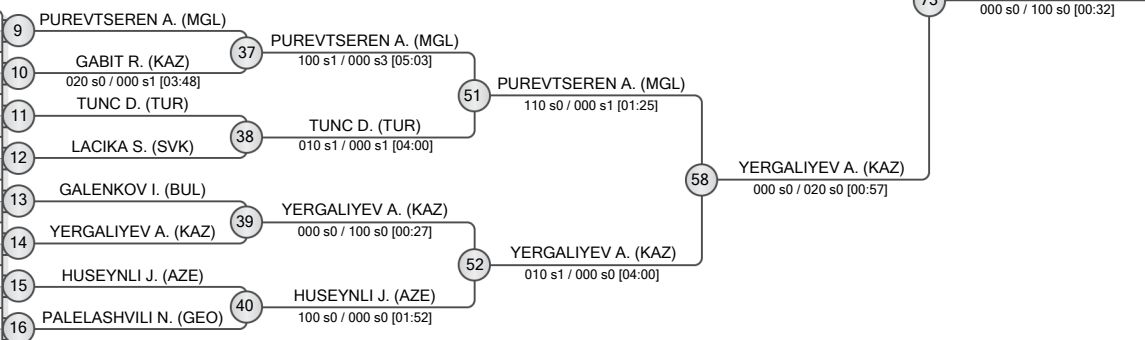 73
000 s0 / 100 s0 [00:32]
9
PUREVTSEREN A. (MGL)
37
PUREVTSEREN A. (MGL)
100 s1 / 000 s3 [05:03]
10
GABIT R. (KAZ)
020 s0 / 000 s1 [03:48]
51
PUREVTSEREN A. (MGL)
110 s0 / 000 s1 [01:25]
11
TUNC D. (TUR)
38
TUNC D. (TUR)
010 s1 / 000 s1 [04:00]
12
LACIKA S. (SVK)
58
YERGALIYEV A. (KAZ)
000 s0 / 020 s0 [00:57]
13
GALENKOV I. (BUL)
39
YERGALIYEV A. (KAZ)
000 s0 / 100 s0 [00:27]
14
YERGALIYEV A. (KAZ)
52
YERGALIYEV A. (KAZ)
010 s1 / 000 s0 [04:00]
15
HUSEYNLI J. (AZE)
40
HUSEYNLI J. (AZE)
100 s0 / 000 s0 [01:52]
16
PALELASHVILI N. (GEO)